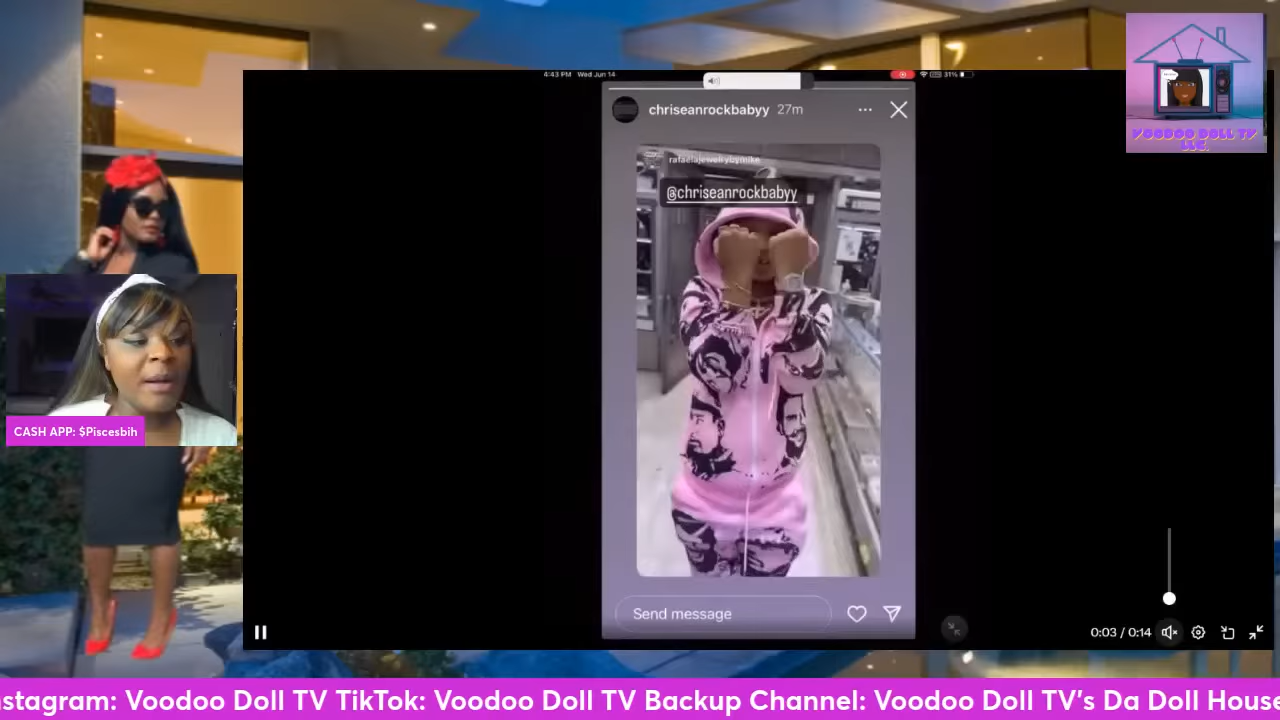 4:43 PM Wed Jun 14
31%
chriseanrockbabyy 27m
rafaelajewelrybymike
@chriseanrockbabyy
Send message
0:03 / 0:14
VOODOO DOLL TV
LLC.
CASH APP: $Piscesbih
nstagram: Voodoo Doll TV TikTok: Voodoo Doll TV Backup Channel: Voodoo Doll TV's Da Doll House